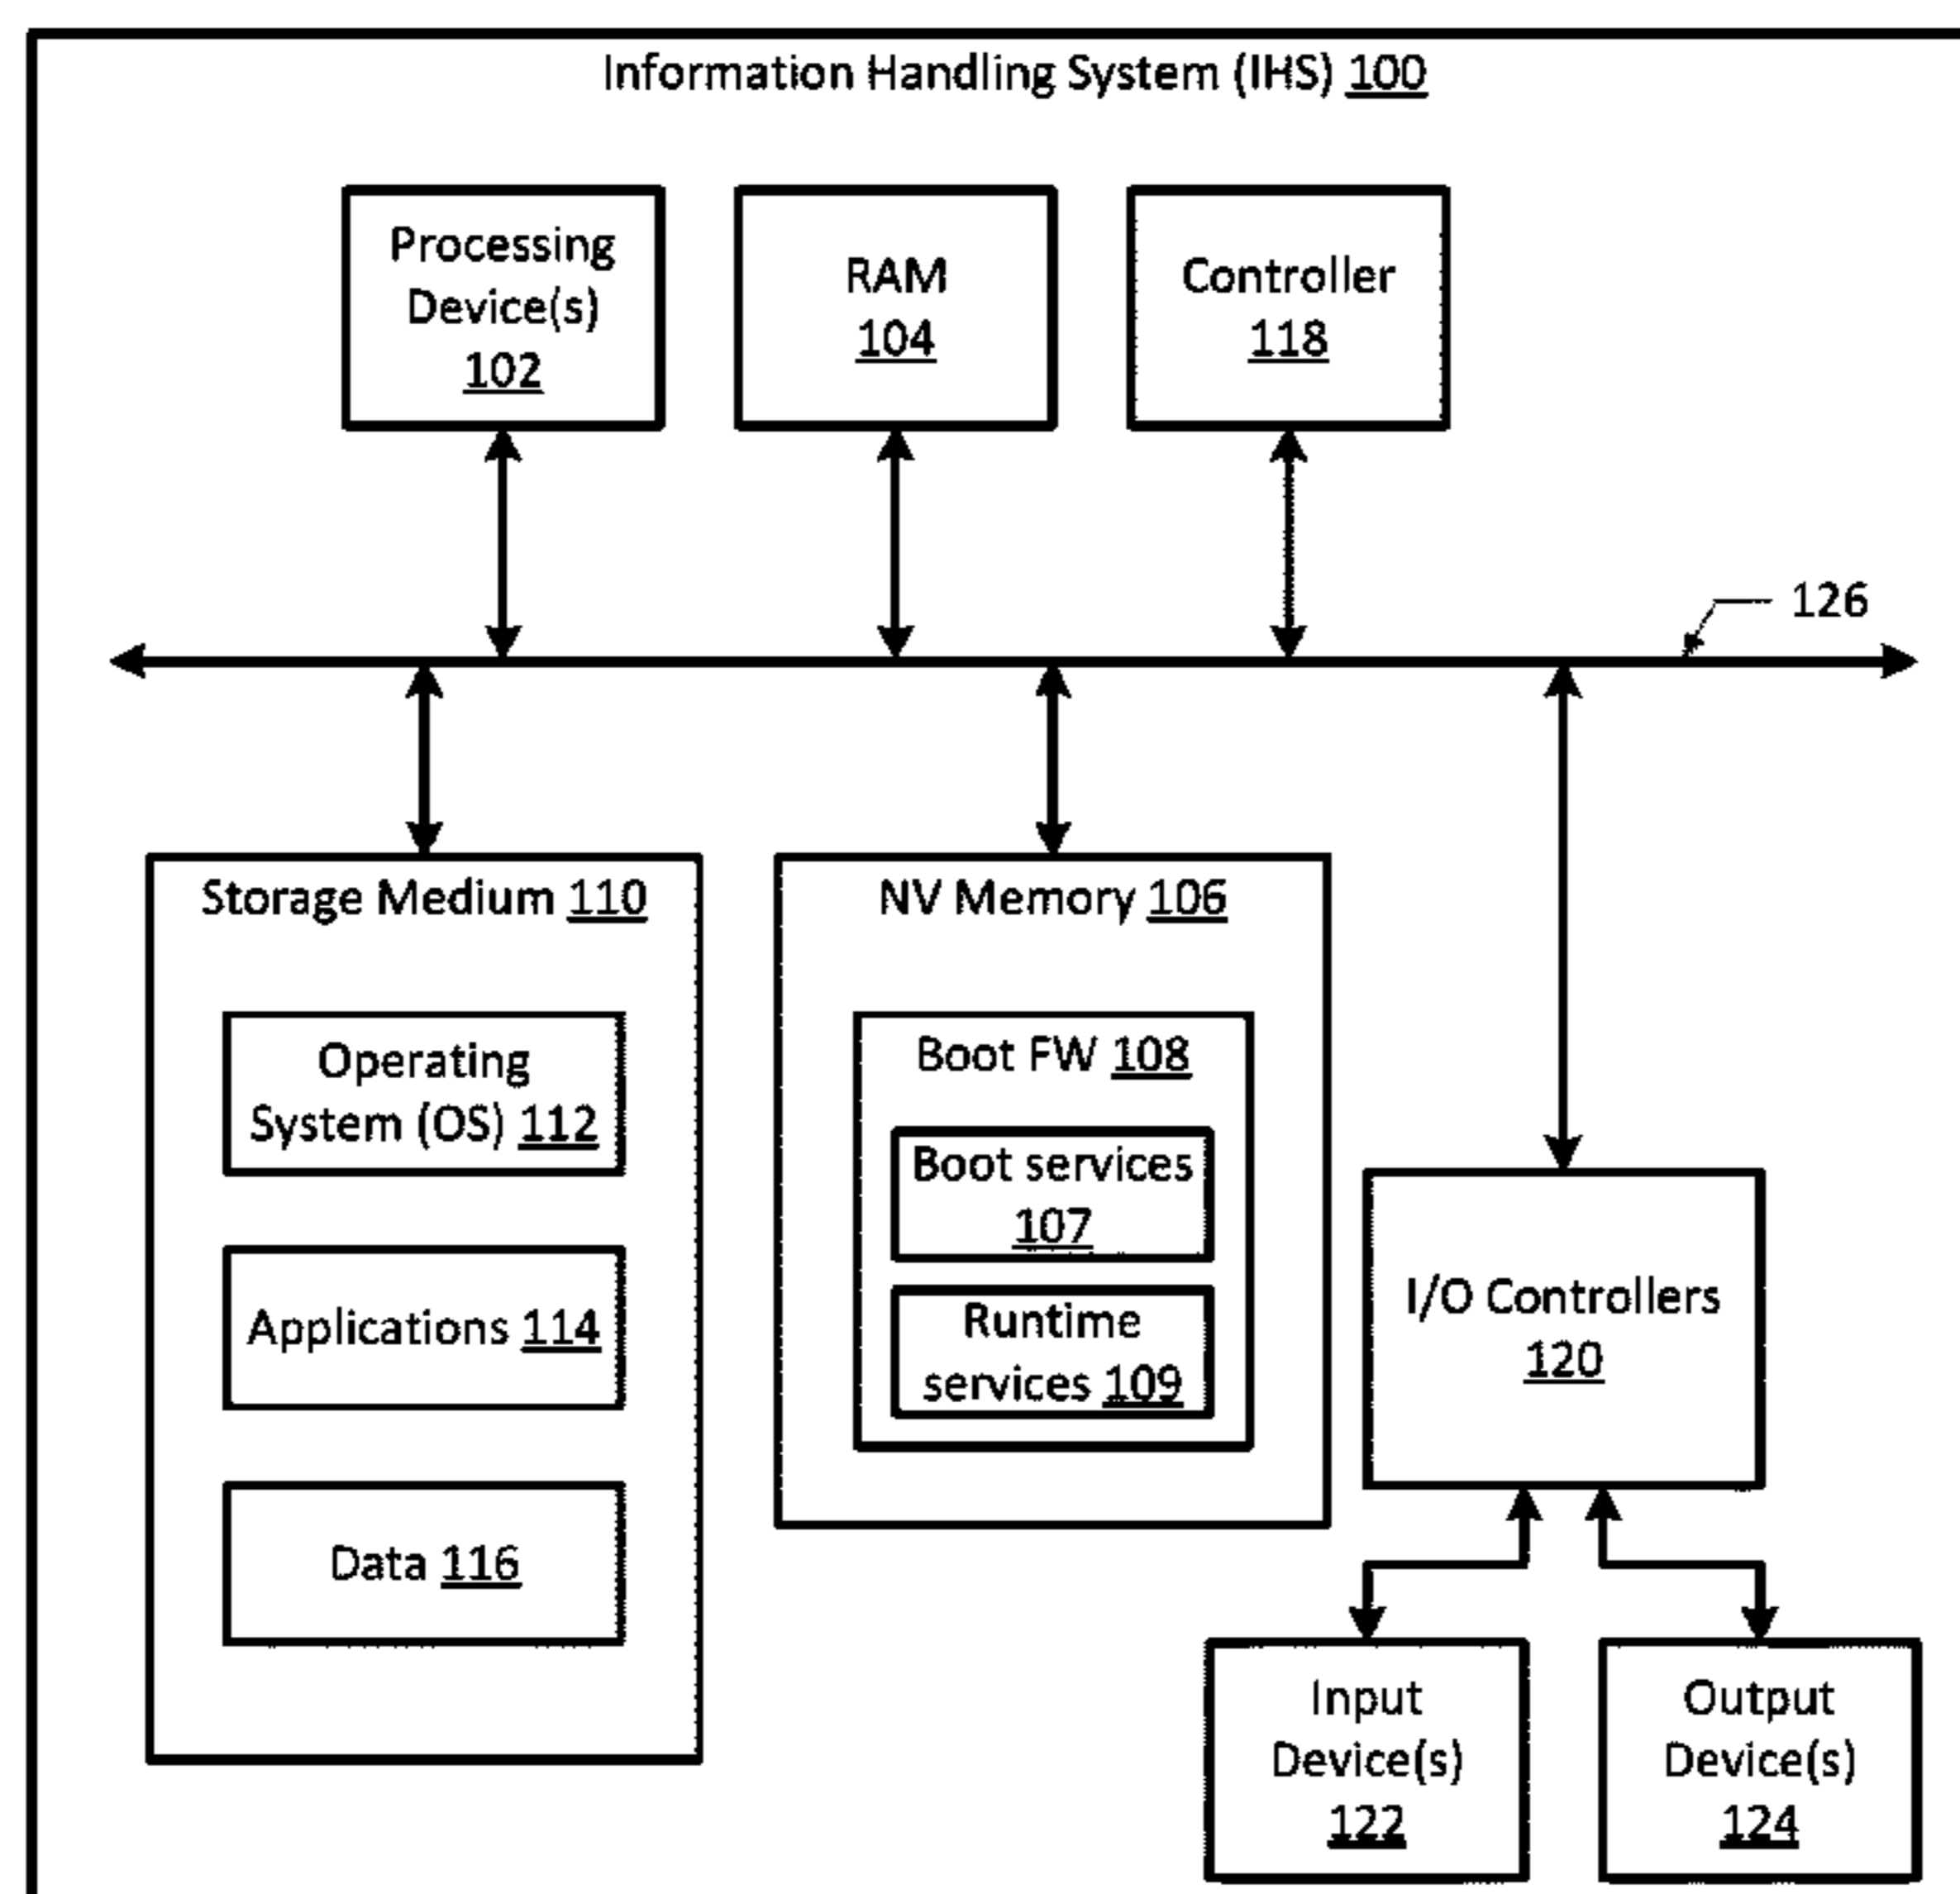 Information Handling System (IHS) 100
Processing
Device(s)
102
RAM
104
Controller
118
126
Storage Medium 110
Operating
System (OS) 112
Applications 114
Data 116
NV Memory 106
Boot FW 108
Boot services
107
Runtime
services 109
I/O Controllers
120
Input
Device(s)
122
Output
Device(s)
124